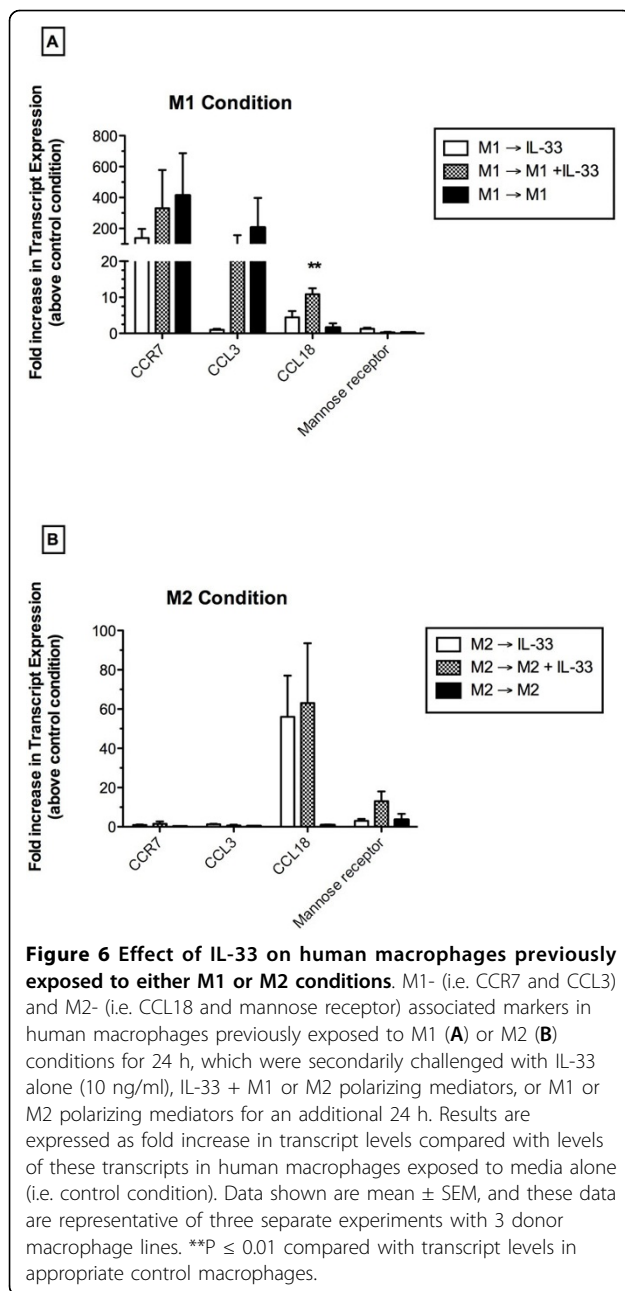 A
M1 Condition
Fold increase in Transcript Expression
(above control condition)
800
600
400
200
20
10
0
CCR7
CCL3
CCL18
Mannose receptor
**
M1 → IL-33
M1 → M1 +IL-33
M1 → M1
B
M2 Condition
Fold increase in Transcript Expression
(above control condition)
100
80
60
40
20
0
CCR7
CCL3
CCL18
Mannose receptor
M2 → IL-33
M2 → M2 + IL-33
M2 → M2
Figure 6 Effect of IL-33 on human macrophages previously
exposed to either M1 or M2 conditions. M1- (i.e. CCR7 and CCL3)
and M2- (i.e. CCL18 and mannose receptor) associated markers in
human macrophages previously exposed to M1 (A) or M2 (B)
conditions for 24 h, which were secondarily challenged with IL-33
alone (10 ng/ml), IL-33 + M1 or M2 polarizing mediators, or M1 or
M2 polarizing mediators for an additional 24 h. Results are
expressed as fold increase in transcript levels compared with levels
of these transcripts in human macrophages exposed to media alone
(i.e. control condition). Data shown are mean ± SEM, and these data
are representative of three separate experiments with 3 donor
macrophage lines. **P ≤ 0.01 compared with transcript levels in
appropriate control macrophages.